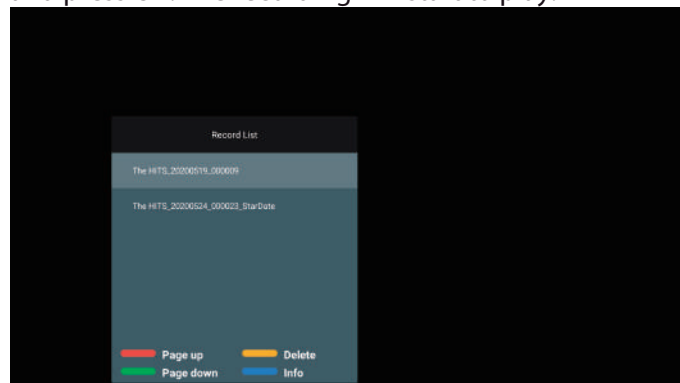 Record List
The HITS_20200519_000009
The HITS_20200524_000023_StarDate
Page up Delete
Page down Info